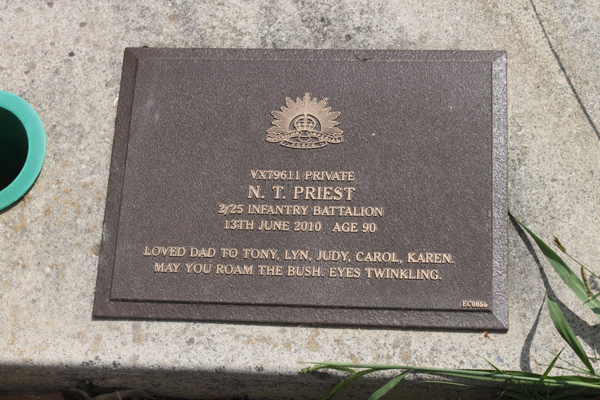 VX79611 PRIVATE
N. T. PRIEST
2/25 INFANTRY BATTALION
13TH JUNE 2010 AGE 90
LOVED DAD TO TONY, LYN, JUDY, CAROL, KAREN.
MAY YOU ROAM THE BUSH. EYES TWINKLING.